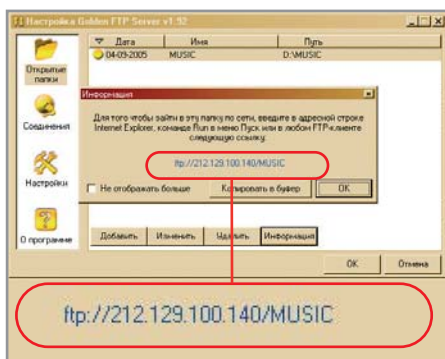 Настройка Golden FTP Server v1.92
Дата Имя Путь
04-09-2005 MUSIC D:\MUSIC
Открытые
папки
Соединения
Настройки
О программе
Информация
Для того чтобы зайти в эту папку по сети, введите в адресной строке
Internet Explorer, команде Run в меню Пуск или в любом FTP-клиенте
следующую ссылку:
ftp://212.129.100.140/MUSIC
Не отображать больше Копировать в буфер OK
Добавить Изменить Удалить Информация
OK Отмена
ftp://212.129.100.140/MUSIC